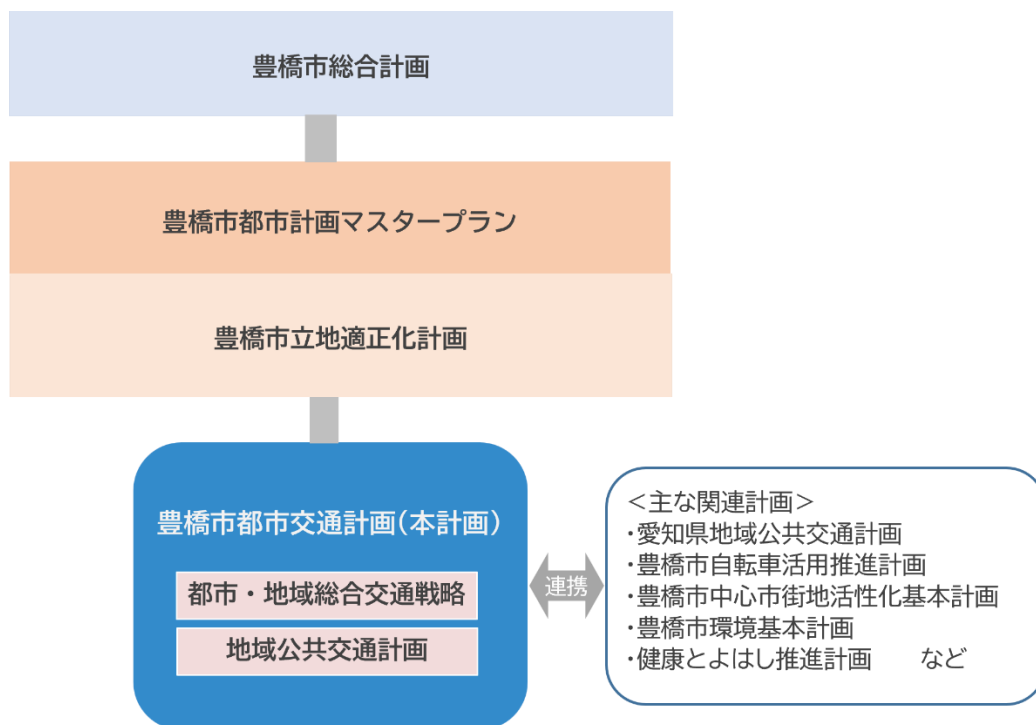 豊橋市総合計画
豊橋市都市計画マスタープラン
豊橋市立地適正化計画
豊橋市都市交通計画(本計画)
都市・地域総合交通戦略
地域公共交通計画
連携
＜主な関連計画＞
・愛知県地域公共交通計画
・豊橋市自転車活用推進計画
・豊橋市中心市街地活性化基本計画
・豊橋市環境基本計画
・健康とよはし推進計画　　など